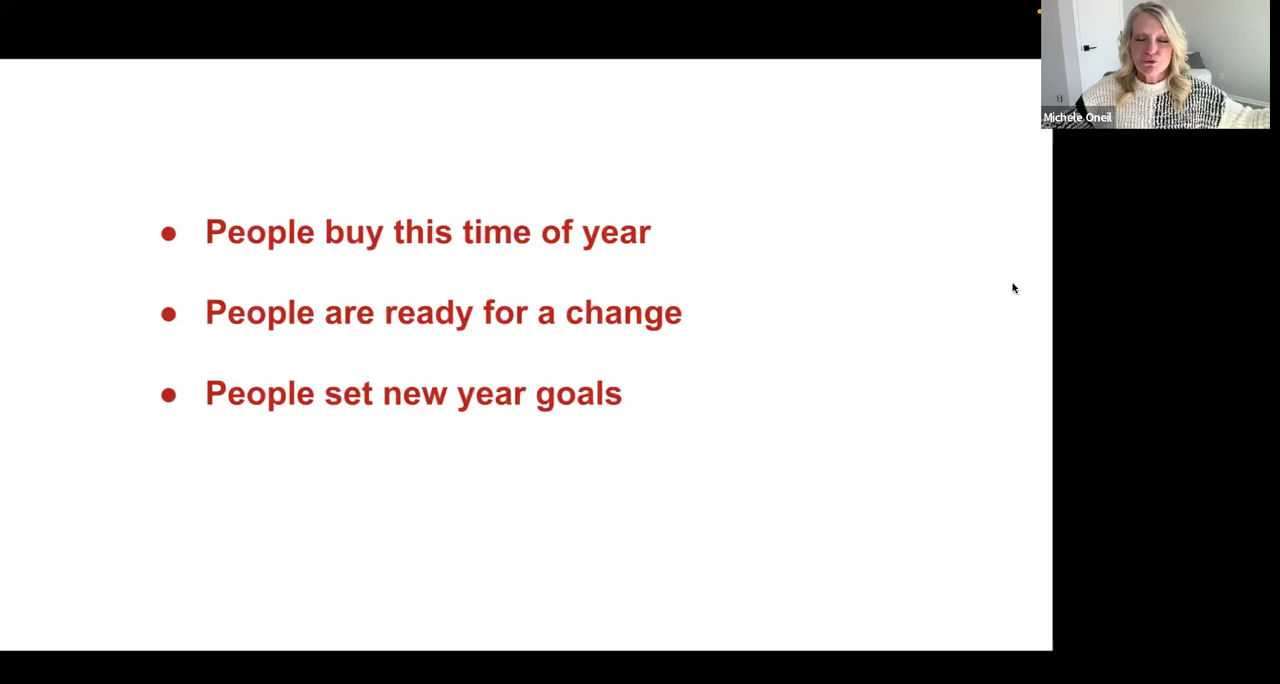 Michele Oneil
● People buy this time of year
● People are ready for a change
● People set new year goals